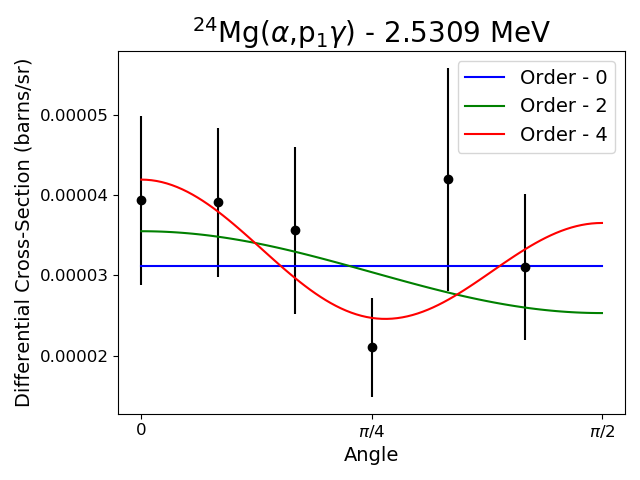 ²⁴Mg(α,p₁γ) - 2.5309 MeV
Differential Cross-Section (barns/sr)
0.00005
0.00004
0.00003
0.00002
Order - 0
Order - 2
Order - 4
0
π/4
π/2
Angle